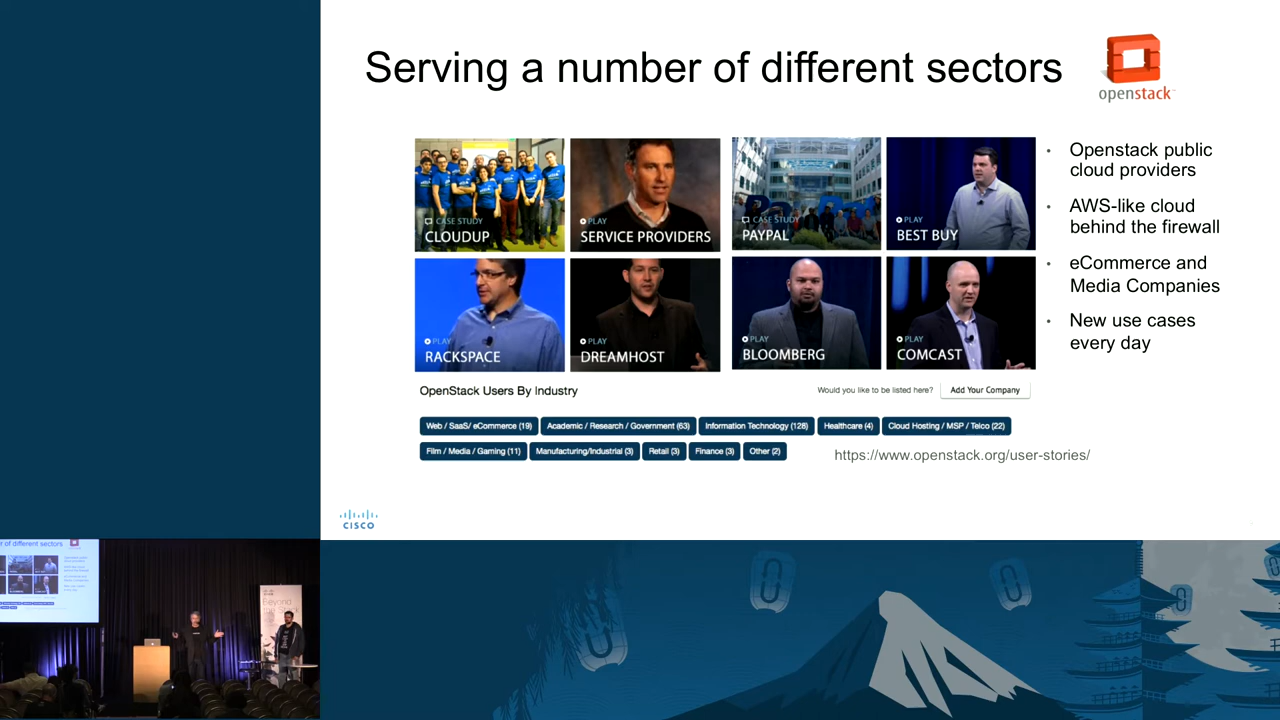 Serving a number of different sectors
openstack
CASE STUDY
CLOUDUP
PLAY
SERVICE PROVIDERS
CASE STUDY
PAYPAL
PLAY
BEST BUY
PLAY
RACKSPACE
PLAY
DREAMHOST
PLAY
BLOOMBERG
PLAY
COMCAST
• Openstack public
cloud providers
• AWS-like cloud
behind the firewall
• eCommerce and
Media Companies
• New use cases
every day
OpenStack Users By Industry
Would you like to be listed here?
Add Your Company
Web / SaaS/ eCommerce (19)
Academic / Research / Government (63)
Information Technology (128)
Healthcare (4)
Cloud Hosting / MSP / Telco (22)
Film / Media / Gaming (11)
Manufacturing/Industrial (3)
Retail (3)
Finance (3)
Other (2)
https://www.openstack.org/user-stories/
CISCO
of different sectors
Beyond